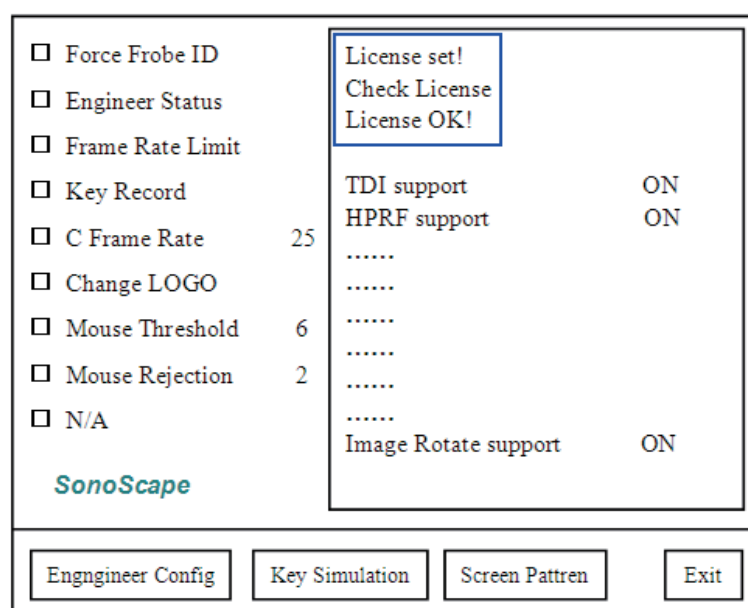 Force Frobe ID
Engineer Status
Frame Rate Limit
Key Record
C Frame Rate 25
Change LOGO
Mouse Threshold 6
Mouse Rejection 2
N/A
SonoScape
License set!
Check License
License OK!
TDI support ON
HPRF support ON
......
......
......
......
......
......
Image Rotate support ON
Engngineer Config
Key Simulation
Screen Pattren
Exit